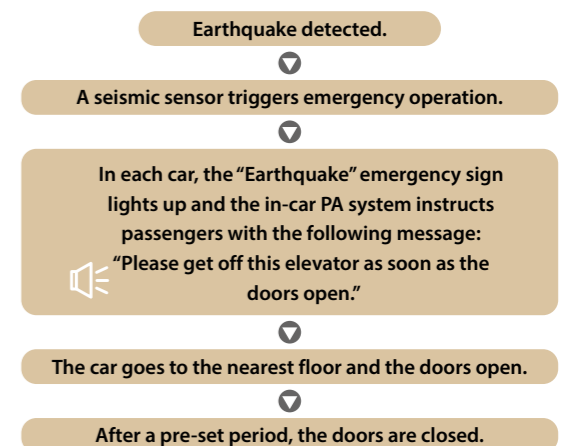 Earthquake detected.
A seismic sensor triggers emergency operation.
In each car, the “Earthquake” emergency sign
lights up and the in-car PA system instructs
passengers with the following message:
“Please get off this elevator as soon as the
doors open.”
The car goes to the nearest floor and the doors open.
After a pre-set period, the doors are closed.